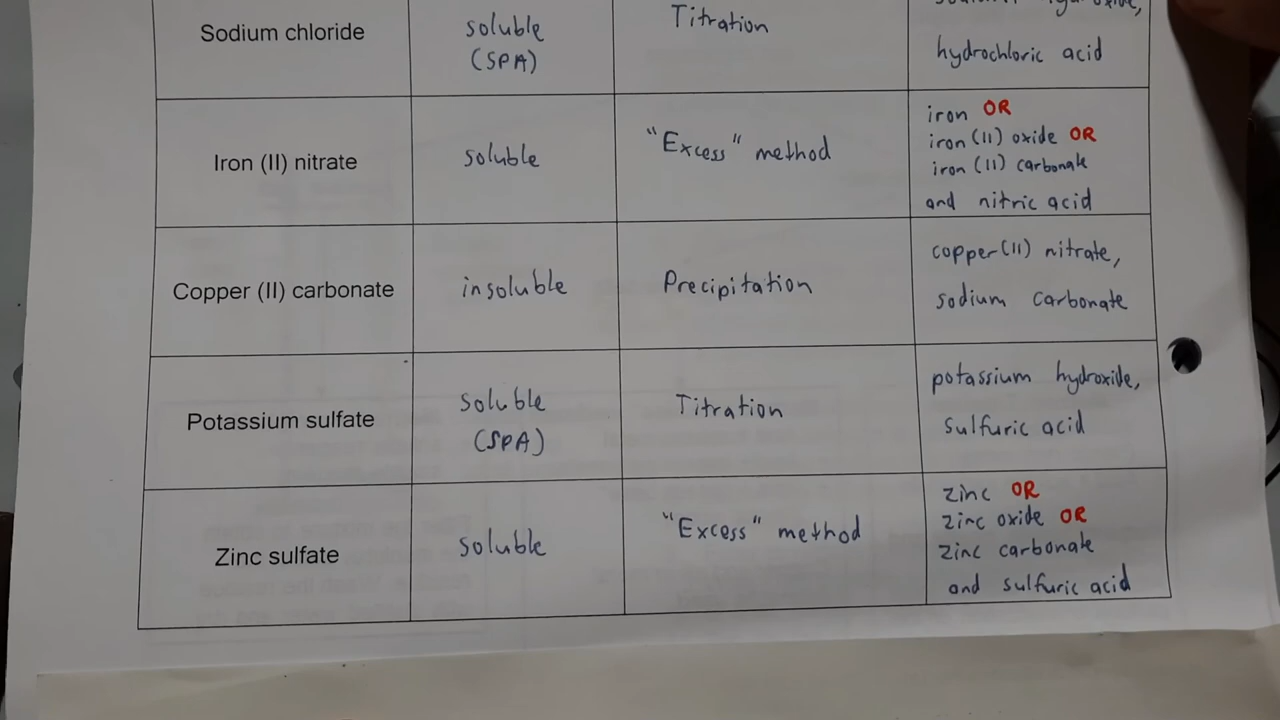 Sodium chloride
soluble
(SPA)
Titration
hydrochloric acid
Iron (II) nitrate
soluble
"Excess" method
iron OR
iron (II) oxide OR
iron (II) carbonate
and nitric acid
Copper (II) carbonate
insoluble
Precipitation
copper (II) nitrate,
sodium carbonate
Potassium sulfate
soluble
(SPA)
Titration
potassium hydroxide,
sulfuric acid
Zinc sulfate
soluble
"Excess" method
zinc OR
zinc oxide OR
zinc carbonate
and sulfuric acid